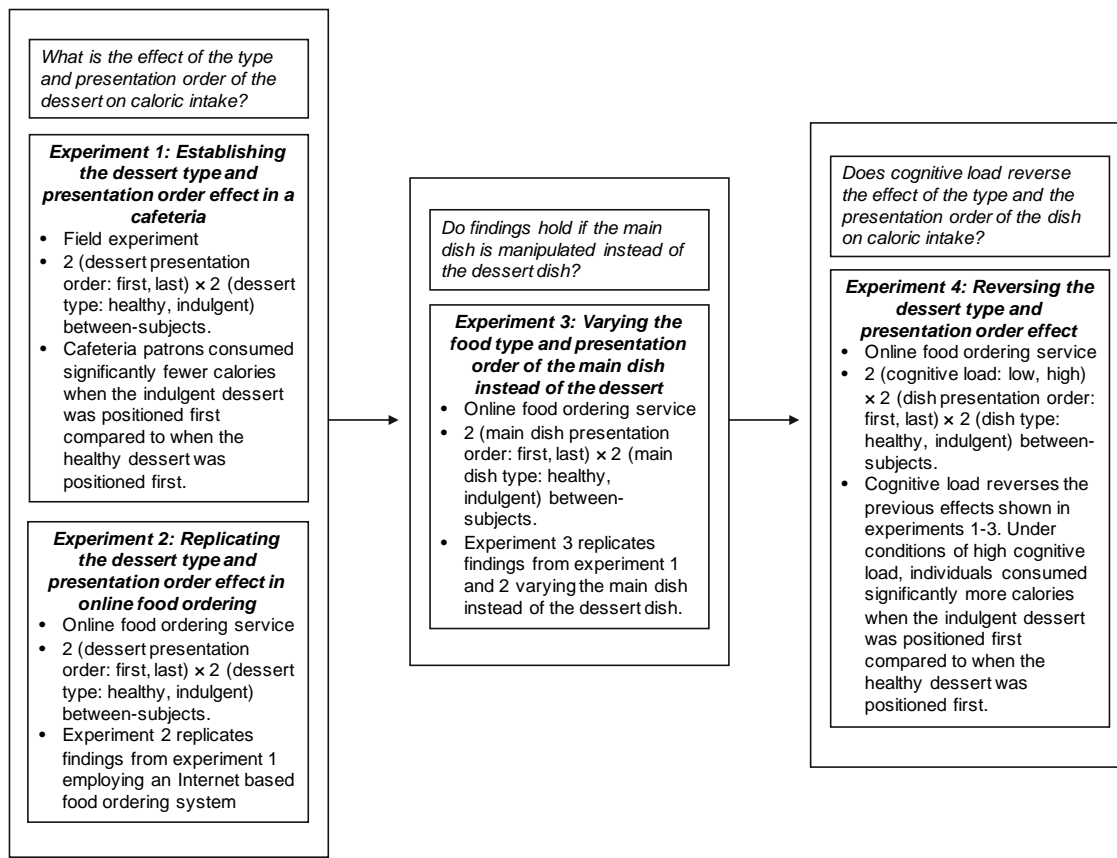 What is the effect of the type
and presentation order of the
dessert on caloric intake?
Experiment 1: Establishing
the dessert type and
presentation order effect in a
cafeteria
• Field experiment
• 2 (dessert presentation
order: first, last) × 2 (dessert
type: healthy, indulgent)
between-subjects.
• Cafeteria patrons consumed
significantly fewer calories
when the indulgent dessert
was positioned first
compared to when the
healthy dessert was
positioned first.
Experiment 2: Replicating
the dessert type and
presentation order effect in
online food ordering
• Online food ordering service
• 2 (dessert presentation
order: first, last) × 2 (dessert
type: healthy, indulgent)
between-subjects.
• Experiment 2 replicates
findings from experiment 1
employing an Internet based
food ordering system
Do findings hold if the main
dish is manipulated instead of
the dessert dish?
Experiment 3: Varying the
food type and presentation
order of the main dish
instead of the dessert
• Online food ordering service
• 2 (main dish presentation
order: first, last) × 2 (main
dish type: healthy,
indulgent) between-
subjects.
• Experiment 3 replicates
findings from experiment 1
and 2 varying the main dish
instead of the dessert dish.
Does cognitive load reverse
the effect of the type and the
presentation order of the dish
on caloric intake?
Experiment 4: Reversing the
dessert type and
presentation order effect
• Online food ordering service
• 2 (cognitive load: low, high)
× 2 (dish presentation order:
first, last) × 2 (dish type:
healthy, indulgent) between-
subjects.
• Cognitive load reverses the
previous effects shown in
experiments 1-3. Under
conditions of high cognitive
load, individuals consumed
significantly more calories
when the indulgent dessert
was positioned first
compared to when the
healthy dessert was
positioned first.